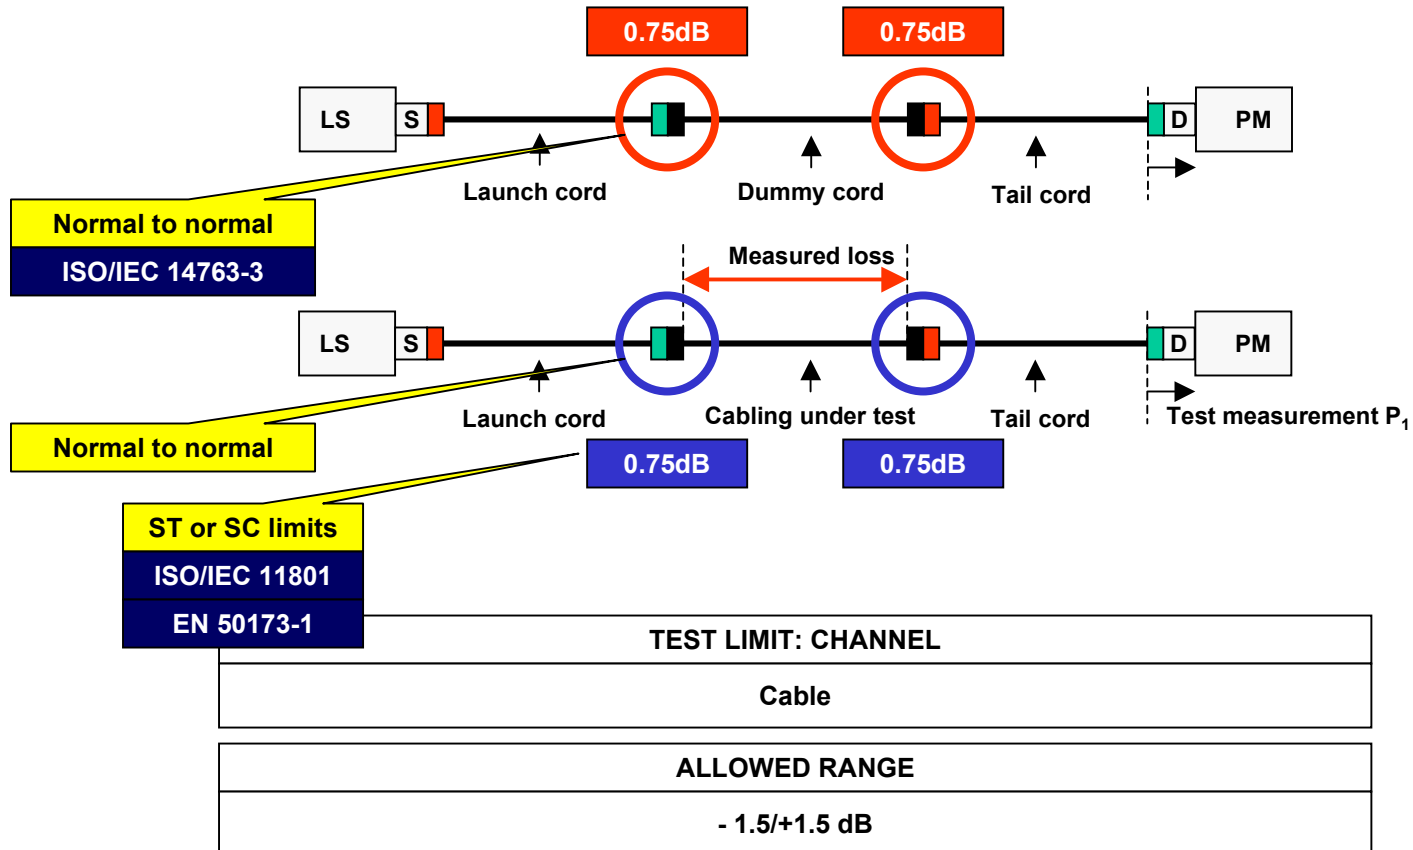 0.75dB 0.75dB
LS S D PM
Launch cord Dummy cord Tail cord
Normal to normal
ISO/IEC 14763-3
Measured loss
LS S D PM
Launch cord Cabling under test Tail cord Test measurement P₁
Normal to normal
0.75dB 0.75dB
ST or SC limits
ISO/IEC 11801
EN 50173-1
TEST LIMIT: CHANNEL
Cable
ALLOWED RANGE
- 1.5/+1.5 dB